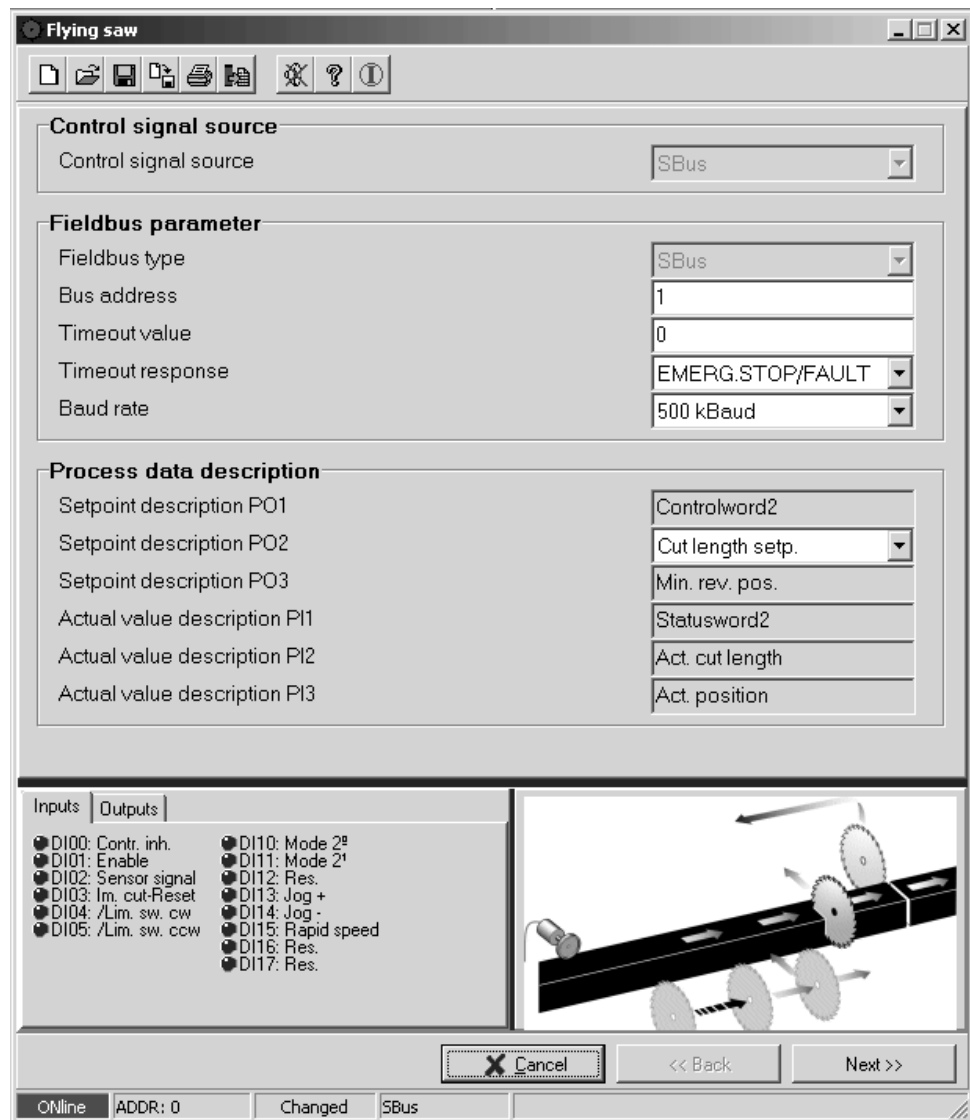 Flying saw
Control signal source
Control signal source SBus
Fieldbus parameter
Fieldbus type SBus
Bus address 1
Timeout value 0
Timeout response EMERG.STOP/FAULT
Baud rate 500 kBaud
Process data description
Setpoint description PO1 Controlword2
Setpoint description PO2 Cut length setp.
Setpoint description PO3 Min. rev. pos.
Actual value description PI1 Statusword2
Actual value description PI2 Act. cut length
Actual value description PI3 Act. position
Inputs Outputs
DI00: Contr. inh. DI10: Mode 2º
DI01: Enable DI11: Mode 2¹
DI02: Sensor signal DI12: Res.
DI03: Im. cut-Reset DI13: Jog +
DI04: /Lim. sw. cw DI14: Jog -
DI05: /Lim. sw. ccw DI15: Rapid speed
DI16: Res.
DI17: Res.
Cancel << Back Next >>
ONline ADDR: 0 Changed SBus